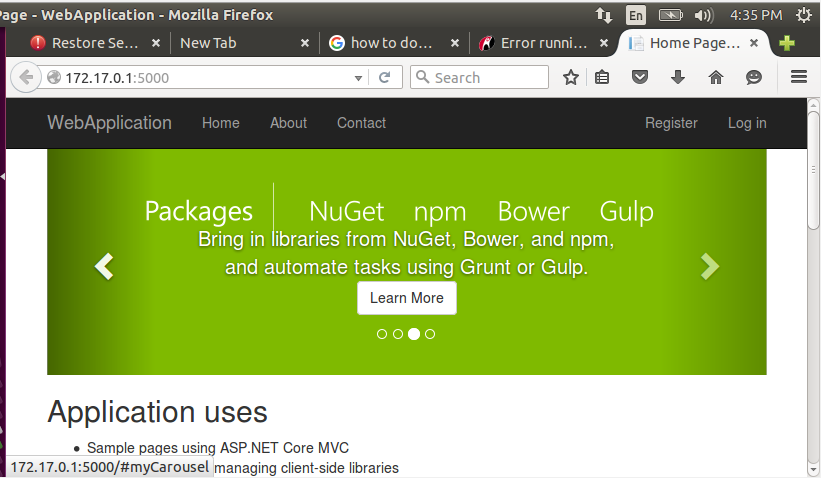 Page - WebApplication - Mozilla Firefox En 4:35 PM
Restore Se... × New Tab × how to do... × Error runni... × Home Page... ×
172.17.0.1:5000 Search
WebApplication Home About Contact Register Log in
Packages NuGet npm Bower Gulp
Bring in libraries from NuGet, Bower, and npm,
and automate tasks using Grunt or Gulp.
Learn More
Application uses
• Sample pages using ASP.NET Core MVC
managing client-side libraries
172.17.0.1:5000/#myCarousel